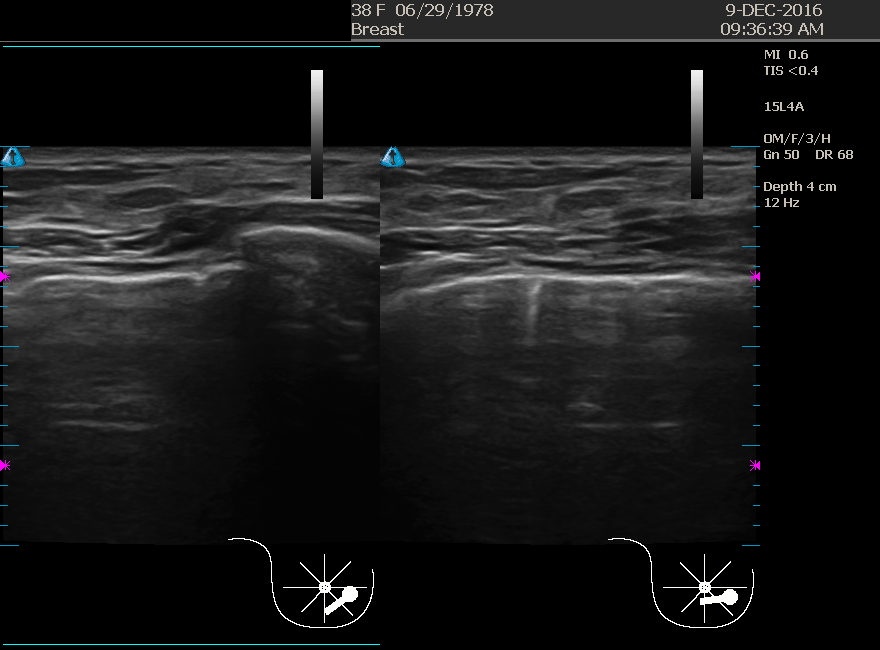 38 F 06/29/1978
9-DEC-2016
Breast
09:36:39 AM
MI 0.6
TIS <0.4
15L4A
OM/F/3/H
Gn 50 DR 68
Depth 4 cm
12 Hz